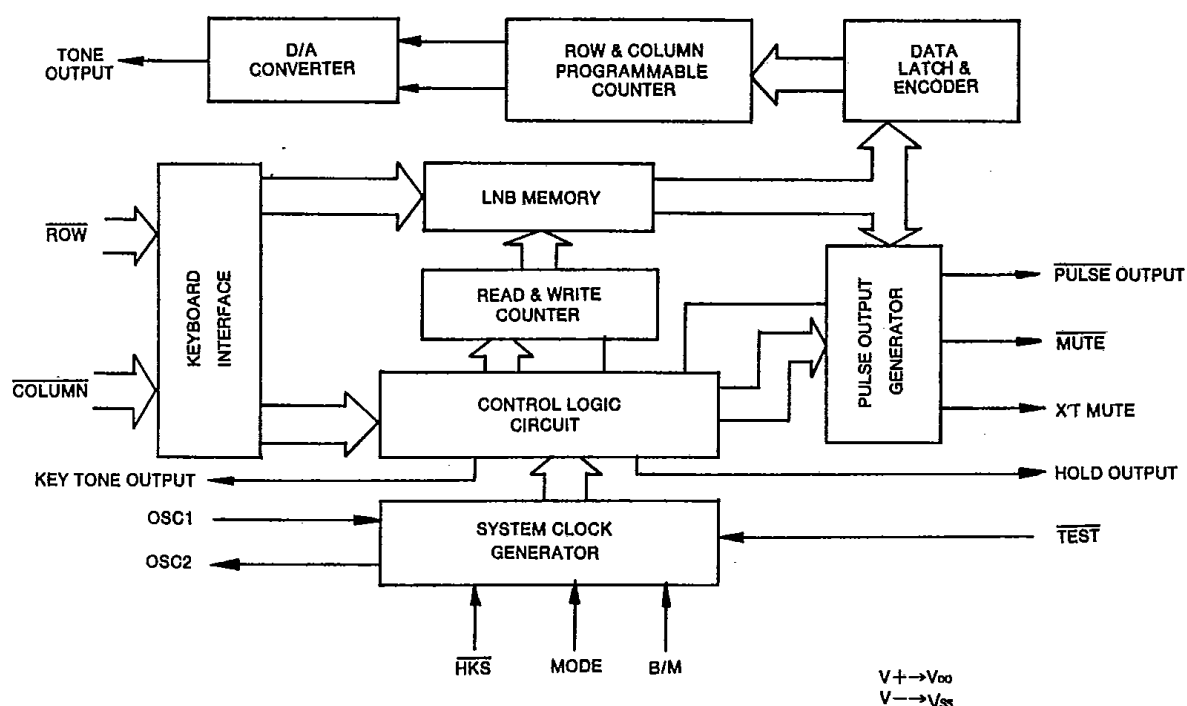 TONE
OUTPUT
D/A
CONVERTER
ROW & COLUMN
PROGRAMMABLE
COUNTER
DATA
LATCH &
ENCODER
ROW
COLUMN
KEYBOARD
INTERFACE
LNB MEMORY
READ & WRITE
COUNTER
CONTROL LOGIC
CIRCUIT
PULSE OUTPUT
GENERATOR
PULSE OUTPUT
MUTE
XT MUTE
KEY TONE OUTPUT
HOLD OUTPUT
OSC1
OSC2
SYSTEM CLOCK
GENERATOR
TEST
HKS
MODE
B/M
V+→VDD
V−→VSS